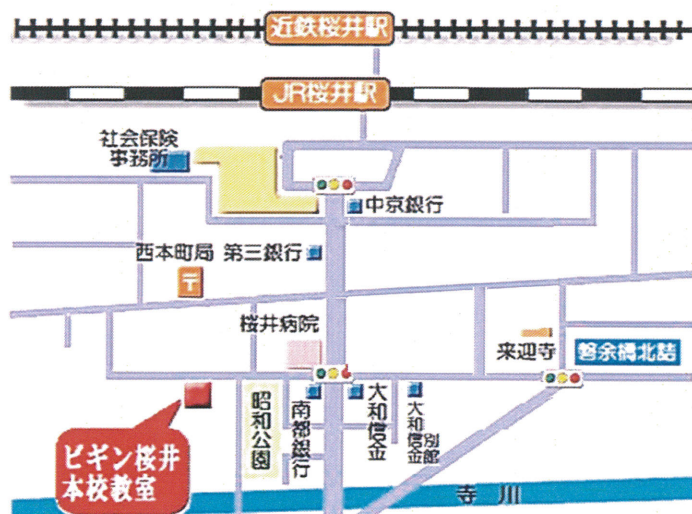 近鉄桜井駅
JR桜井駅
社会保険
事務所
中京銀行
西本町局
第三銀行
〒
桜井病院
来迎寺
磐余橋北詰
昭和公園
南都銀行
大和信金
大和信金
別館
ビギン桜井
本校教室
寺川